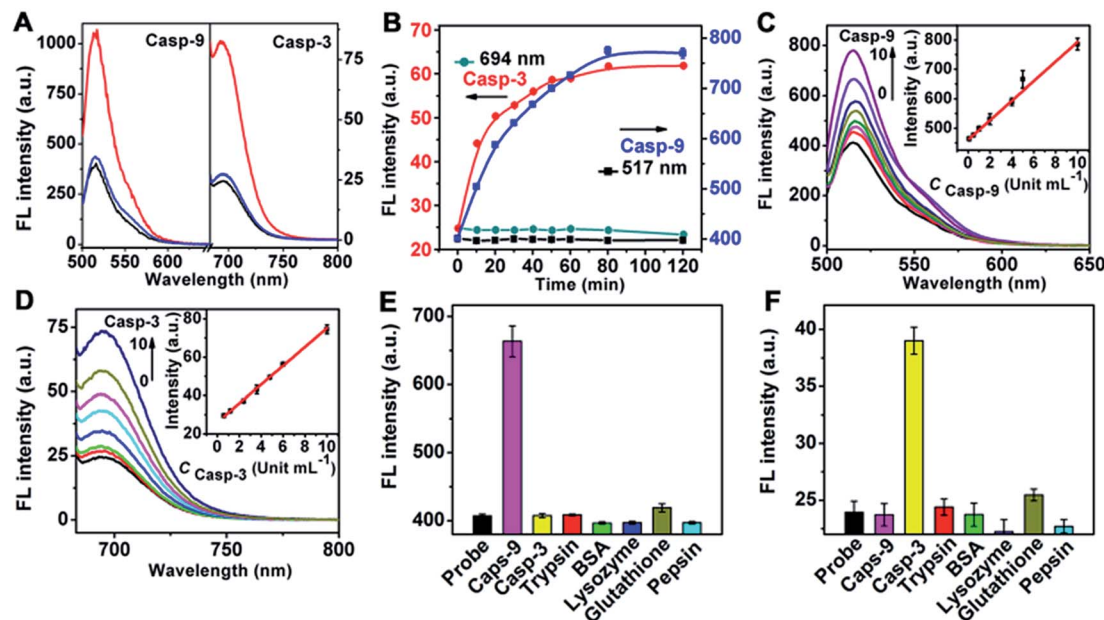 A
FL intensity (a.u.)
1000
750
500
250
0
Casp-9
Casp-3
75
50
25
0
500 550 600 700 750 800
Wavelength (nm)
B
FL intensity (a.u.)
70
60
50
40
30
20
694 nm
Casp-3
Casp-9
517 nm
800
700
600
500
400
0 20 40 60 80 100 120
Time (min)
C
FL intensity (a.u.)
800
600
400
200
0
Casp-9
10
0
Intensity (a.u.)
800
700
600
500
0 2 4 6 8 10
C Casp-9 (Unit mL-1)
500 550 600 650
Wavelength (nm)
D
FL intensity (a.u.)
75
50
25
0
Casp-3
10
0
Intensity (a.u.)
80
60
40
20
0 2 4 6 8 10
C Casp-3 (Unit mL-1)
700 750 800
Wavelength (nm)
E
FL intensity (a.u.)
700
600
500
400
Probe
Caps-9
Casp-3
Trypsin
BSA
Lysozyme
Glutathione
Pepsin
F
FL intensity (a.u.)
40
35
30
25
Probe
Caps-9
Casp-3
Trypsin
BSA
Lysozyme
Glutathione
Pepsin